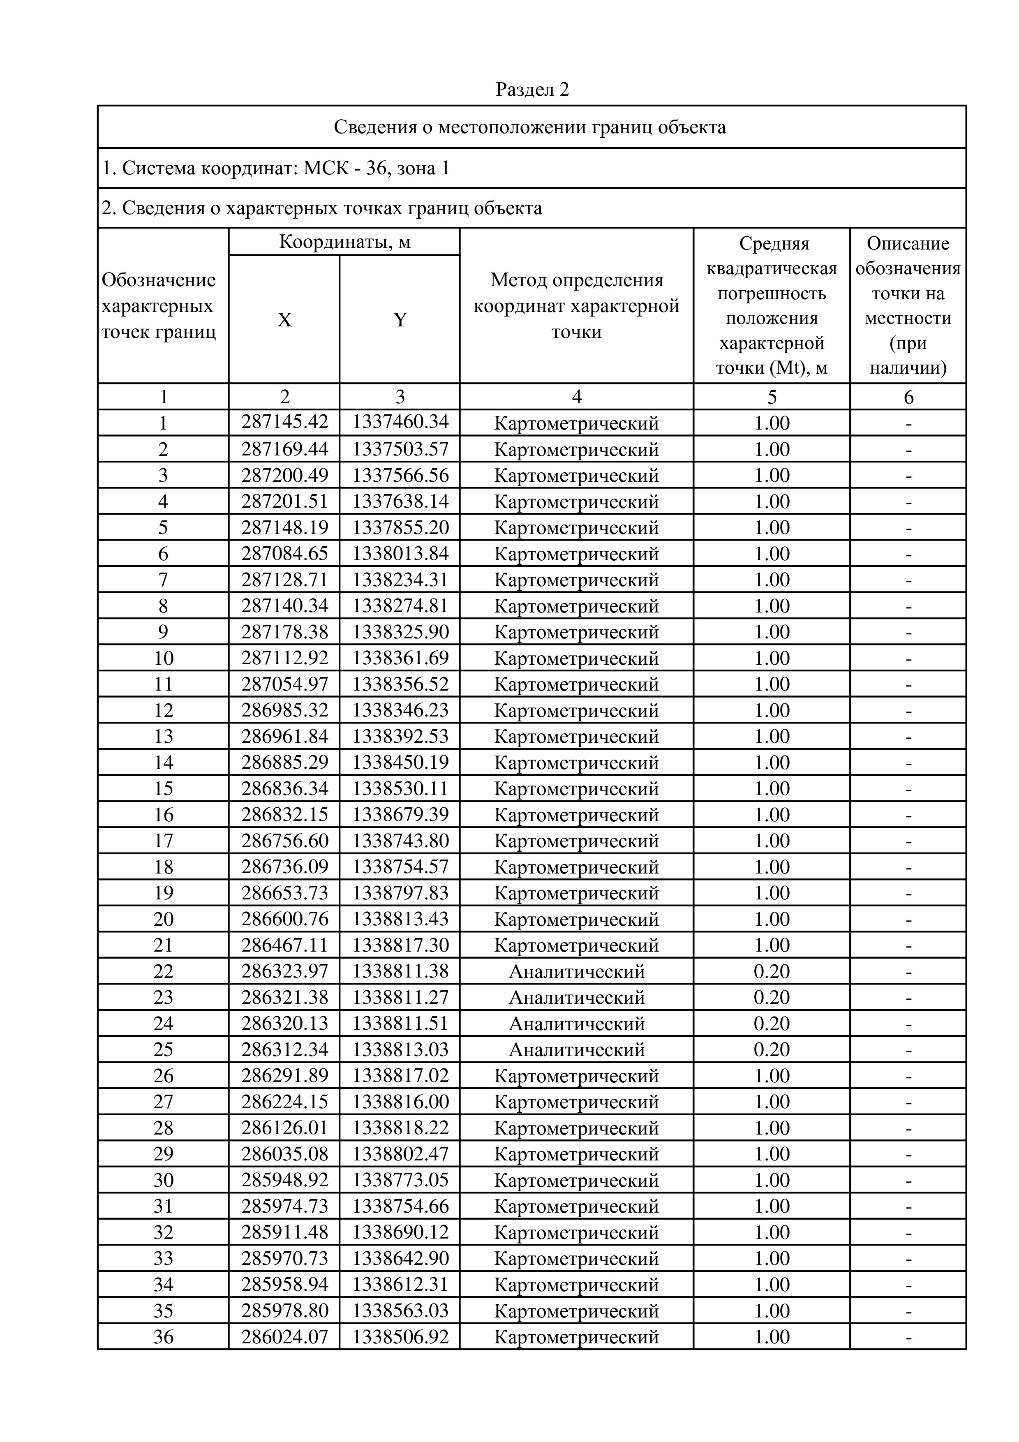 Раздел 2
Сведения о местоположении границ объекта
1. Система координат: МСК - 36, зона 1
2. Сведения о характерных точках границ объекта
Обозначение характерных точек границ
Координаты, м
X
Y
Метод определения координат характерной точки
Средняя квадратическая погрешность положения характерной точки (Mt), м
Описание обозначения точки на местности (при наличии)
1 2 3 4 5 6
1 287145.42 1337460.34 Картометрический 1.00 -
2 287169.44 1337503.57 Картометрический 1.00 -
3 287200.49 1337566.56 Картометрический 1.00 -
4 287201.51 1337638.14 Картометрический 1.00 -
5 287148.19 1337855.20 Картометрический 1.00 -
6 287084.65 1338013.84 Картометрический 1.00 -
7 287128.71 1338234.31 Картометрический 1.00 -
8 287140.34 1338274.81 Картометрический 1.00 -
9 287178.38 1338325.90 Картометрический 1.00 -
10 287112.92 1338361.69 Картометрический 1.00 -
11 287054.97 1338356.52 Картометрический 1.00 -
12 286985.32 1338346.23 Картометрический 1.00 -
13 286961.84 1338392.53 Картометрический 1.00 -
14 286885.29 1338450.19 Картометрический 1.00 -
15 286836.34 1338530.11 Картометрический 1.00 -
16 286832.15 1338679.39 Картометрический 1.00 -
17 286756.60 1338743.80 Картометрический 1.00 -
18 286736.09 1338754.57 Картометрический 1.00 -
19 286653.73 1338797.83 Картометрический 1.00 -
20 286600.76 1338813.43 Картометрический 1.00 -
21 286467.11 1338817.30 Картометрический 1.00 -
22 286323.97 1338811.38 Аналитический 0.20 -
23 286321.38 1338811.27 Аналитический 0.20 -
24 286320.13 1338811.51 Аналитический 0.20 -
25 286312.34 1338813.03 Аналитический 0.20 -
26 286291.89 1338817.02 Картометрический 1.00 -
27 286224.15 1338816.00 Картометрический 1.00 -
28 286126.01 1338818.22 Картометрический 1.00 -
29 286035.08 1338802.47 Картометрический 1.00 -
30 285948.92 1338773.05 Картометрический 1.00 -
31 285974.73 1338754.66 Картометрический 1.00 -
32 285911.48 1338690.12 Картометрический 1.00 -
33 285970.73 1338642.90 Картометрический 1.00 -
34 285958.94 1338612.31 Картометрический 1.00 -
35 285978.80 1338563.03 Картометрический 1.00 -
36 286024.07 1338506.92 Картометрический 1.00 -